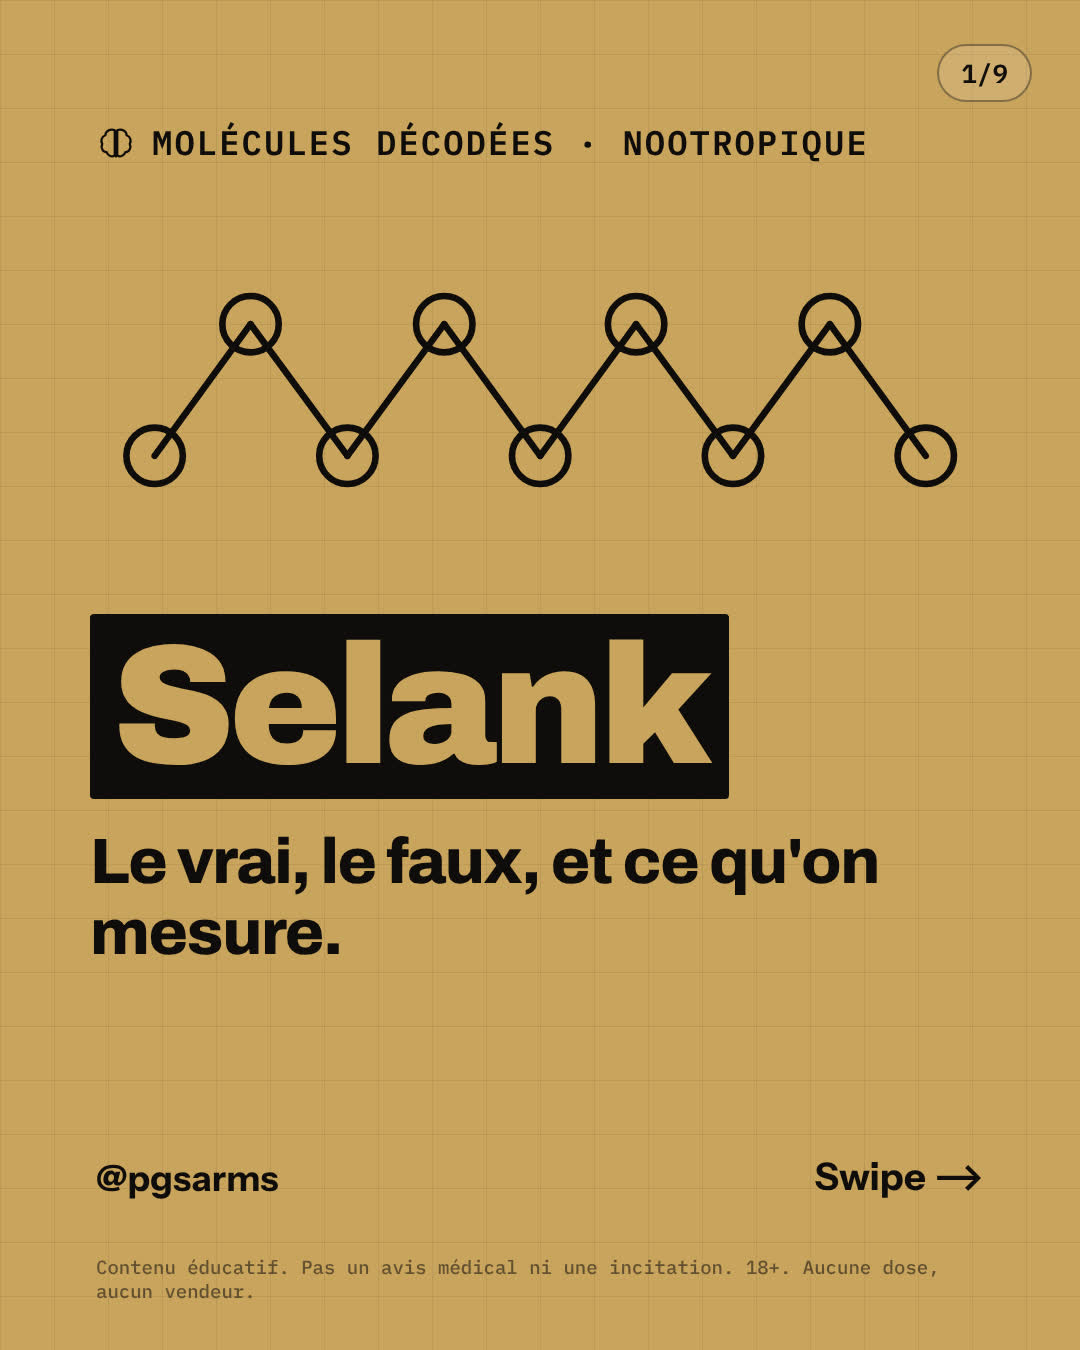 1/9
MOLÉCULES DÉCODÉES · NOOTROPIQUE
Selank
Le vrai, le faux, et ce qu'on
mesure.
@pgsarms
Swipe →
Contenu éducatif. Pas un avis médical ni une incitation. 18+. Aucune dose,
aucun vendeur.